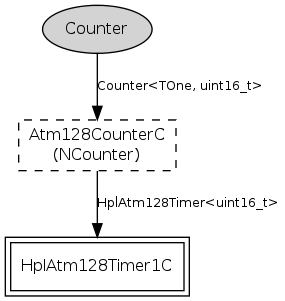 Counter
Counter<TOne, uint16_t>
Atm128CounterC
(NCounter)
HplAtm128Timer<uint16_t>
HplAtm128Timer1C